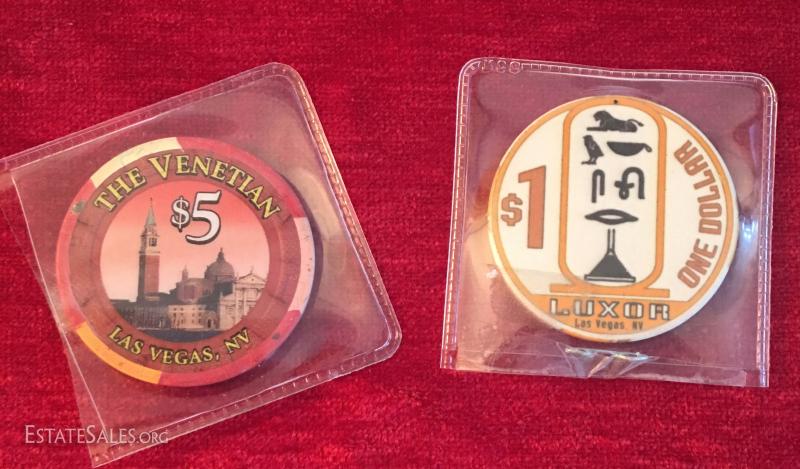 THE VENETIAN
$5
LAS VEGAS, NV
$1
ONE DOLLAR
LUXOR
Las Vegas, NV
ESTATESALES.ORG